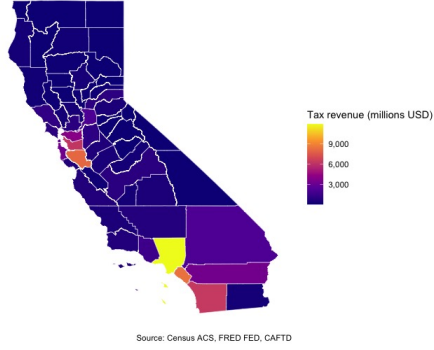 Tax revenue (millions USD)
9,000
6,000
3,000
Source: Census ACS, FRED FED, CAFTD